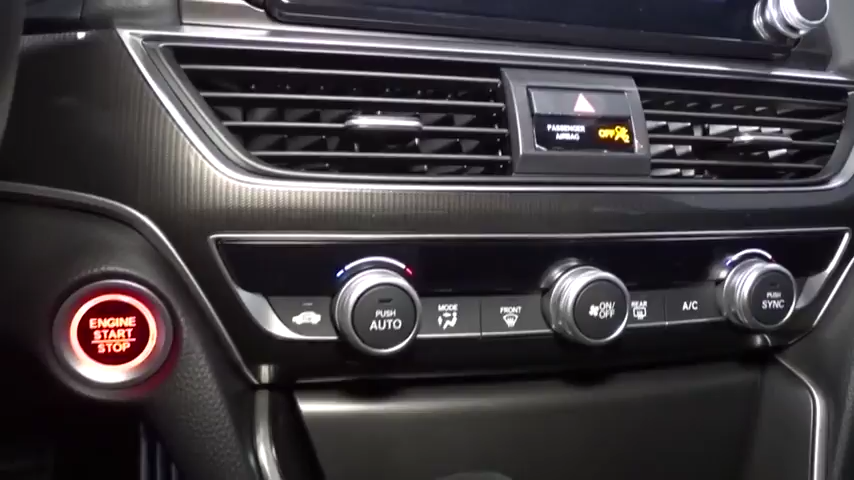 PASSENGER
AIRBAG
OFF
ENGINE
START
STOP
PUSH
AUTO
MODE
FRONT
ON/
OFF
REAR
A/C
PUSH
SYNC